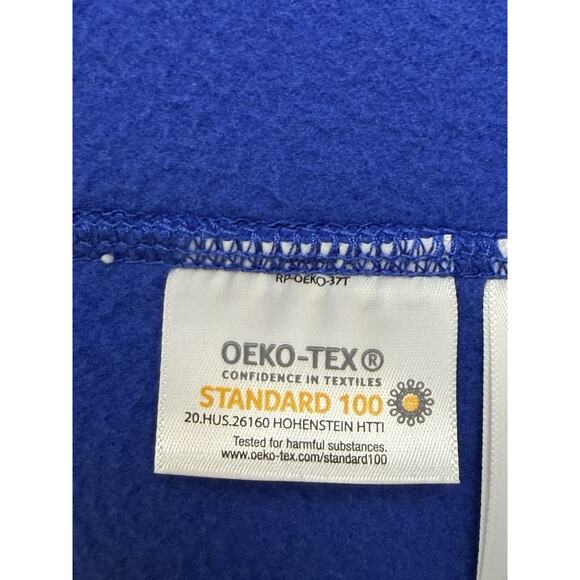 RP-OEKO-37T
OEKO-TEX®
CONFIDENCE IN TEXTILES
STANDARD 100
20.HUS.26160 HOHENSTEIN HTTI
Tested for harmful substances.
www.oeko-tex.com/standard100